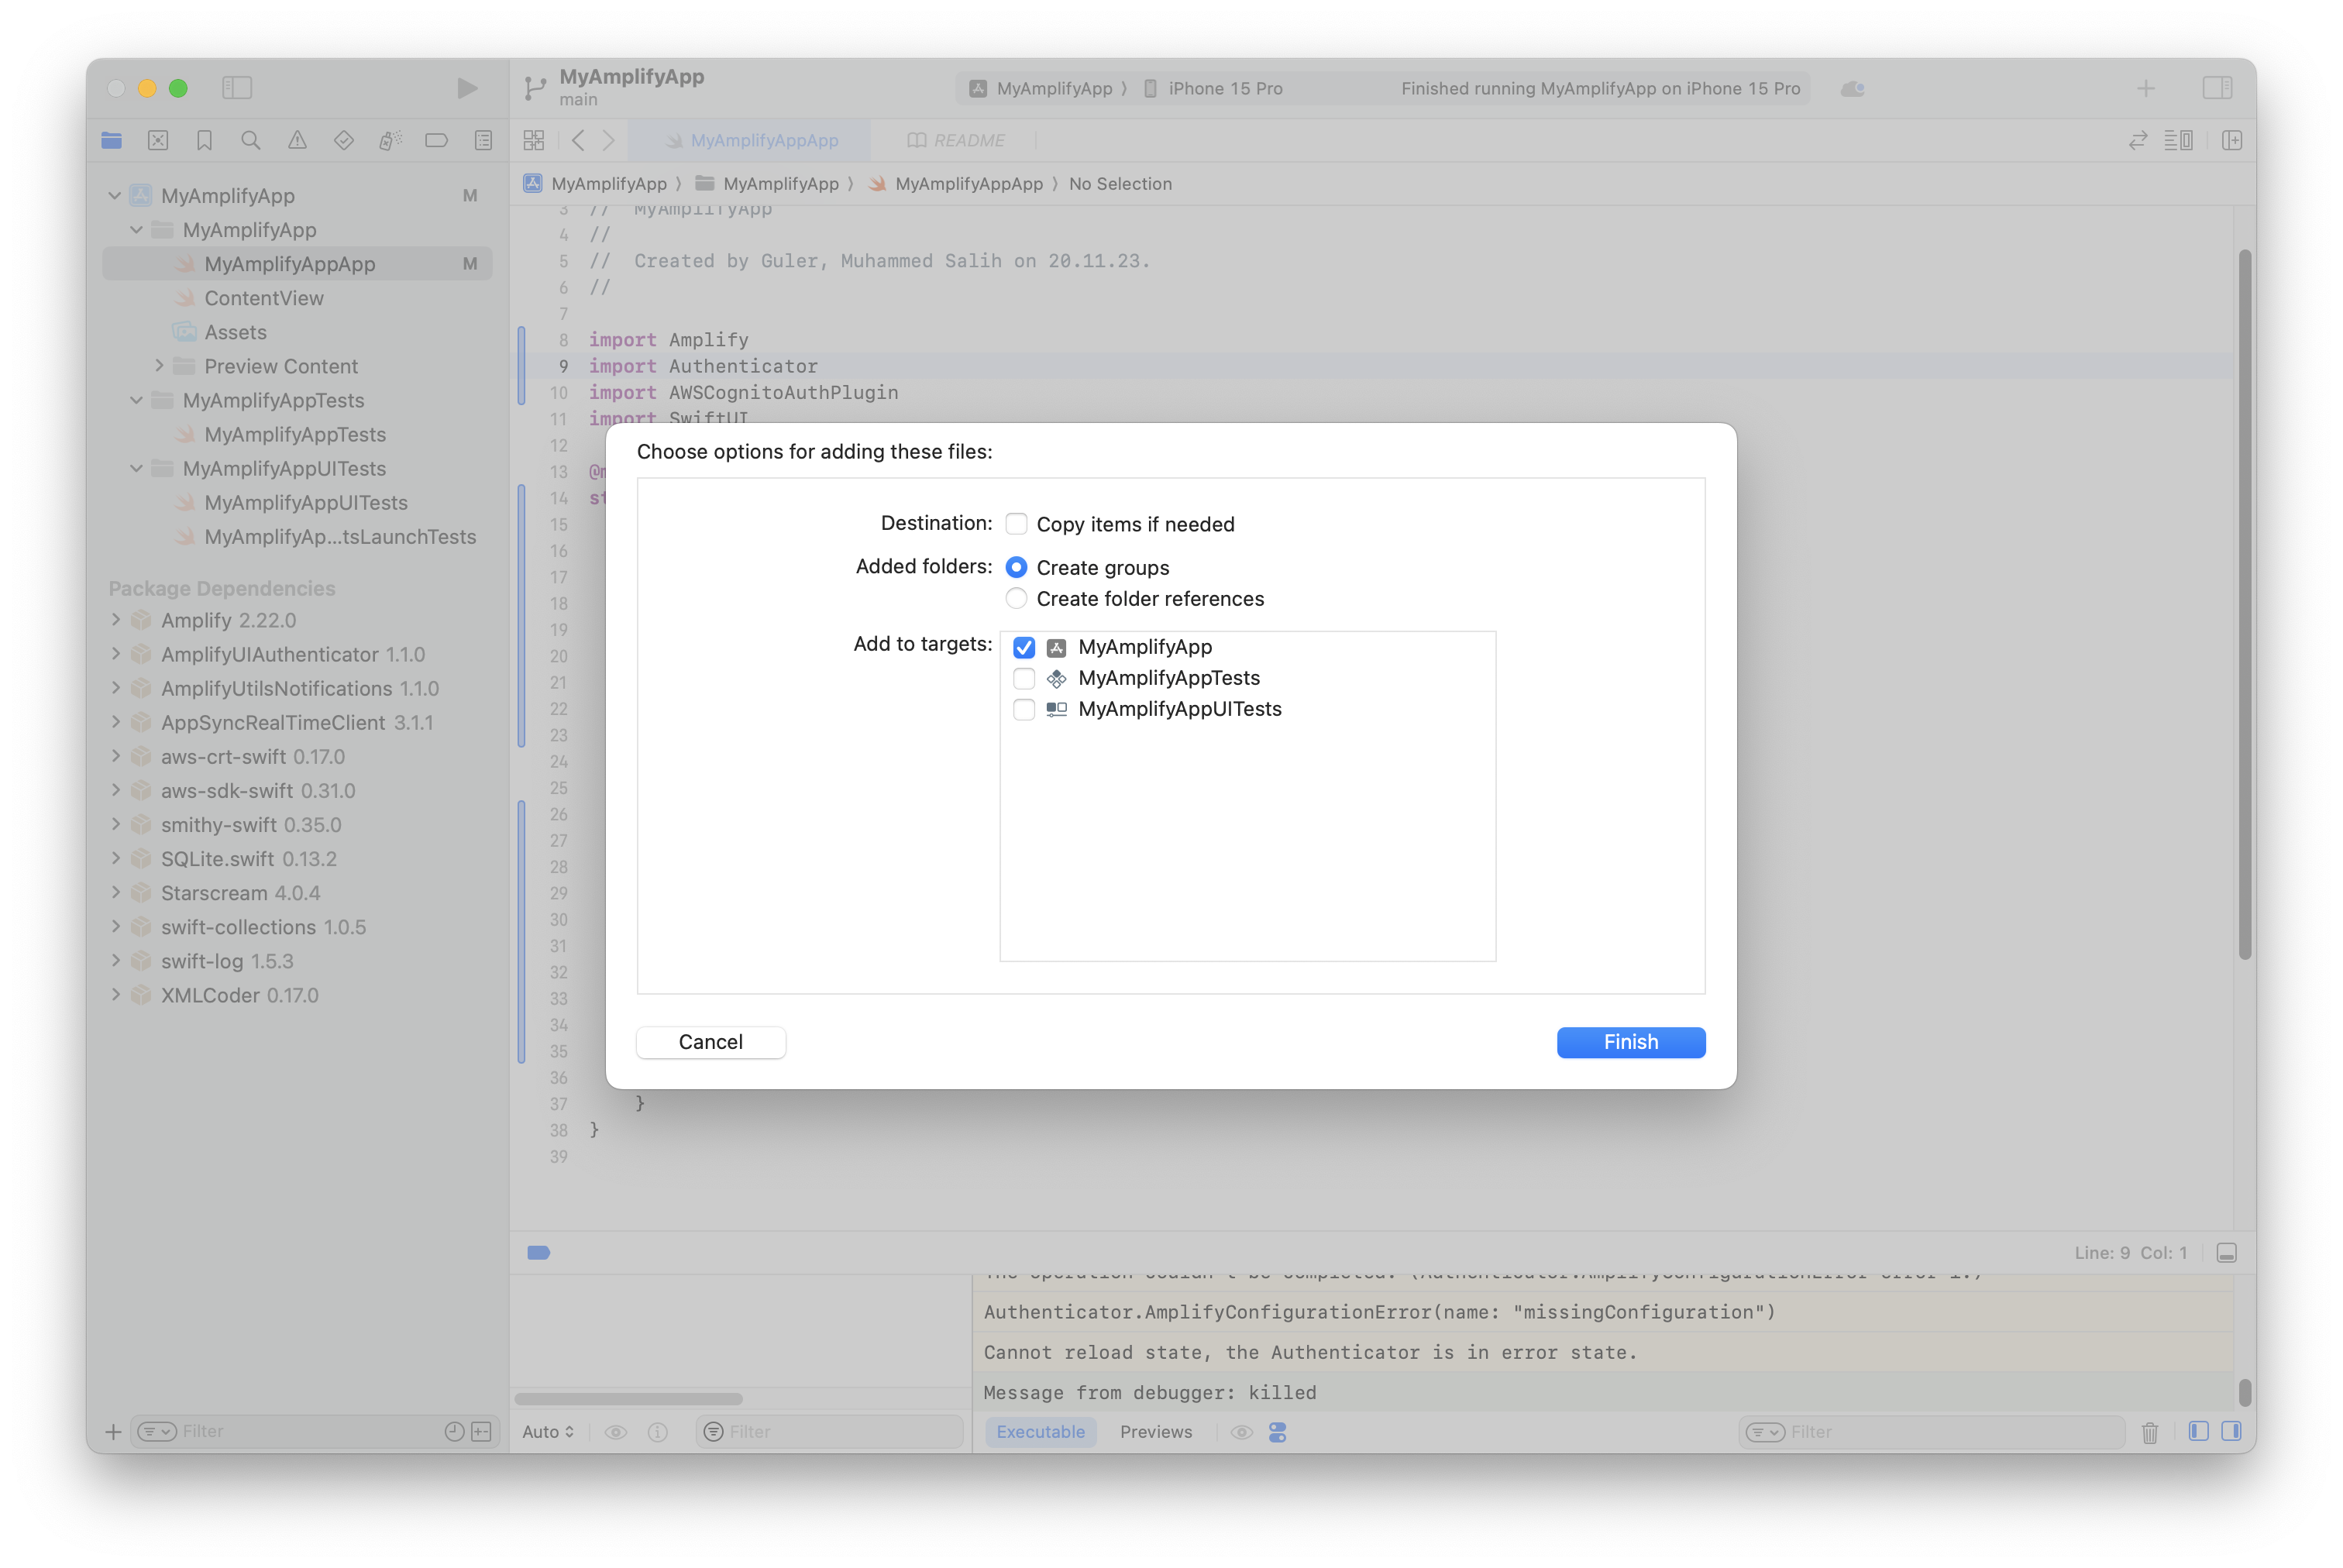 MyAmplifyApp
main
MyAmplifyApp
iPhone 15 Pro
Finished running MyAmplifyApp on iPhone 15 Pro
MyAmplifyAppApp
README
MyAmplifyApp
MyAmplifyApp
MyAmplifyAppApp
No Selection
MyAmplifyApp M
MyAmplifyApp
MyAmplifyAppApp M
ContentView
Assets
Preview Content
MyAmplifyAppTests
MyAmplifyAppTests
MyAmplifyAppUITests
MyAmplifyAppUITests
MyAmplifyAp...tsLaunchTests
Package Dependencies
Amplify 2.22.0
AmplifyUIAuthenticator 1.1.0
AmplifyUtilsNotifications 1.1.0
AppSyncRealTimeClient 3.1.1
aws-crt-swift 0.17.0
aws-sdk-swift 0.31.0
smithy-swift 0.35.0
SQLite.swift 0.13.2
Starscream 4.0.4
swift-collections 1.0.5
swift-log 1.5.3
XMLCoder 0.17.0
Filter
3 // MyAmplifyApp
4 //
5 // Created by Guler, Muhammed Salih on 20.11.23.
6 //
7
8 import Amplify
9 import Authenticator
10 import AWSCognitoAuthPlugin
11 import SwiftUI
12
13
14
15
16
17
18
19
20
21
22
23
24
25
26
27
28
29
30
31
32
33
34
35
36
37 }
38 }
39
Choose options for adding these files:
Destination: Copy items if needed
Added folders: Create groups
Create folder references
Add to targets: MyAmplifyApp
MyAmplifyAppTests
MyAmplifyAppUITests
Cancel
Finish
Line: 9 Col: 1
The operation couldn't be completed. (Authenticator.AmplifyConfigurationError error 1.)
Authenticator.AmplifyConfigurationError(name: "missingConfiguration")
Cannot reload state, the Authenticator is in error state.
Message from debugger: killed
Auto
Filter
Executable
Previews
Filter